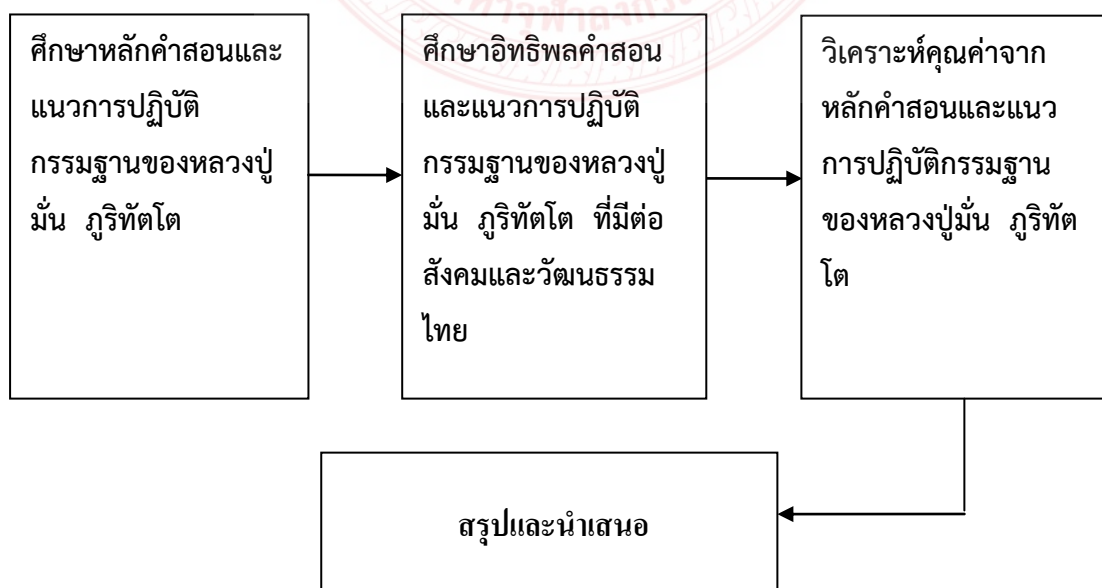 ศึกษาหลักคำสอนและ
แนวการปฏิบัติ
กรรมฐานของหลวงปู่
มั่น ภูริทัตโต
ศึกษาอิทธิพลคำสอน
และแนวการปฏิบัติ
กรรมฐานของหลวงปู่
มั่น ภูริทัตโต ที่มีต่อ
สังคมและวัฒนธรรม
ไทย
วิเคราะห์คุณค่าจาก
หลักคำสอนและแนว
การปฏิบัติกรรมฐาน
ของหลวงปู่มั่น ภูริทัต
โต
สรุปและนำเสนอ